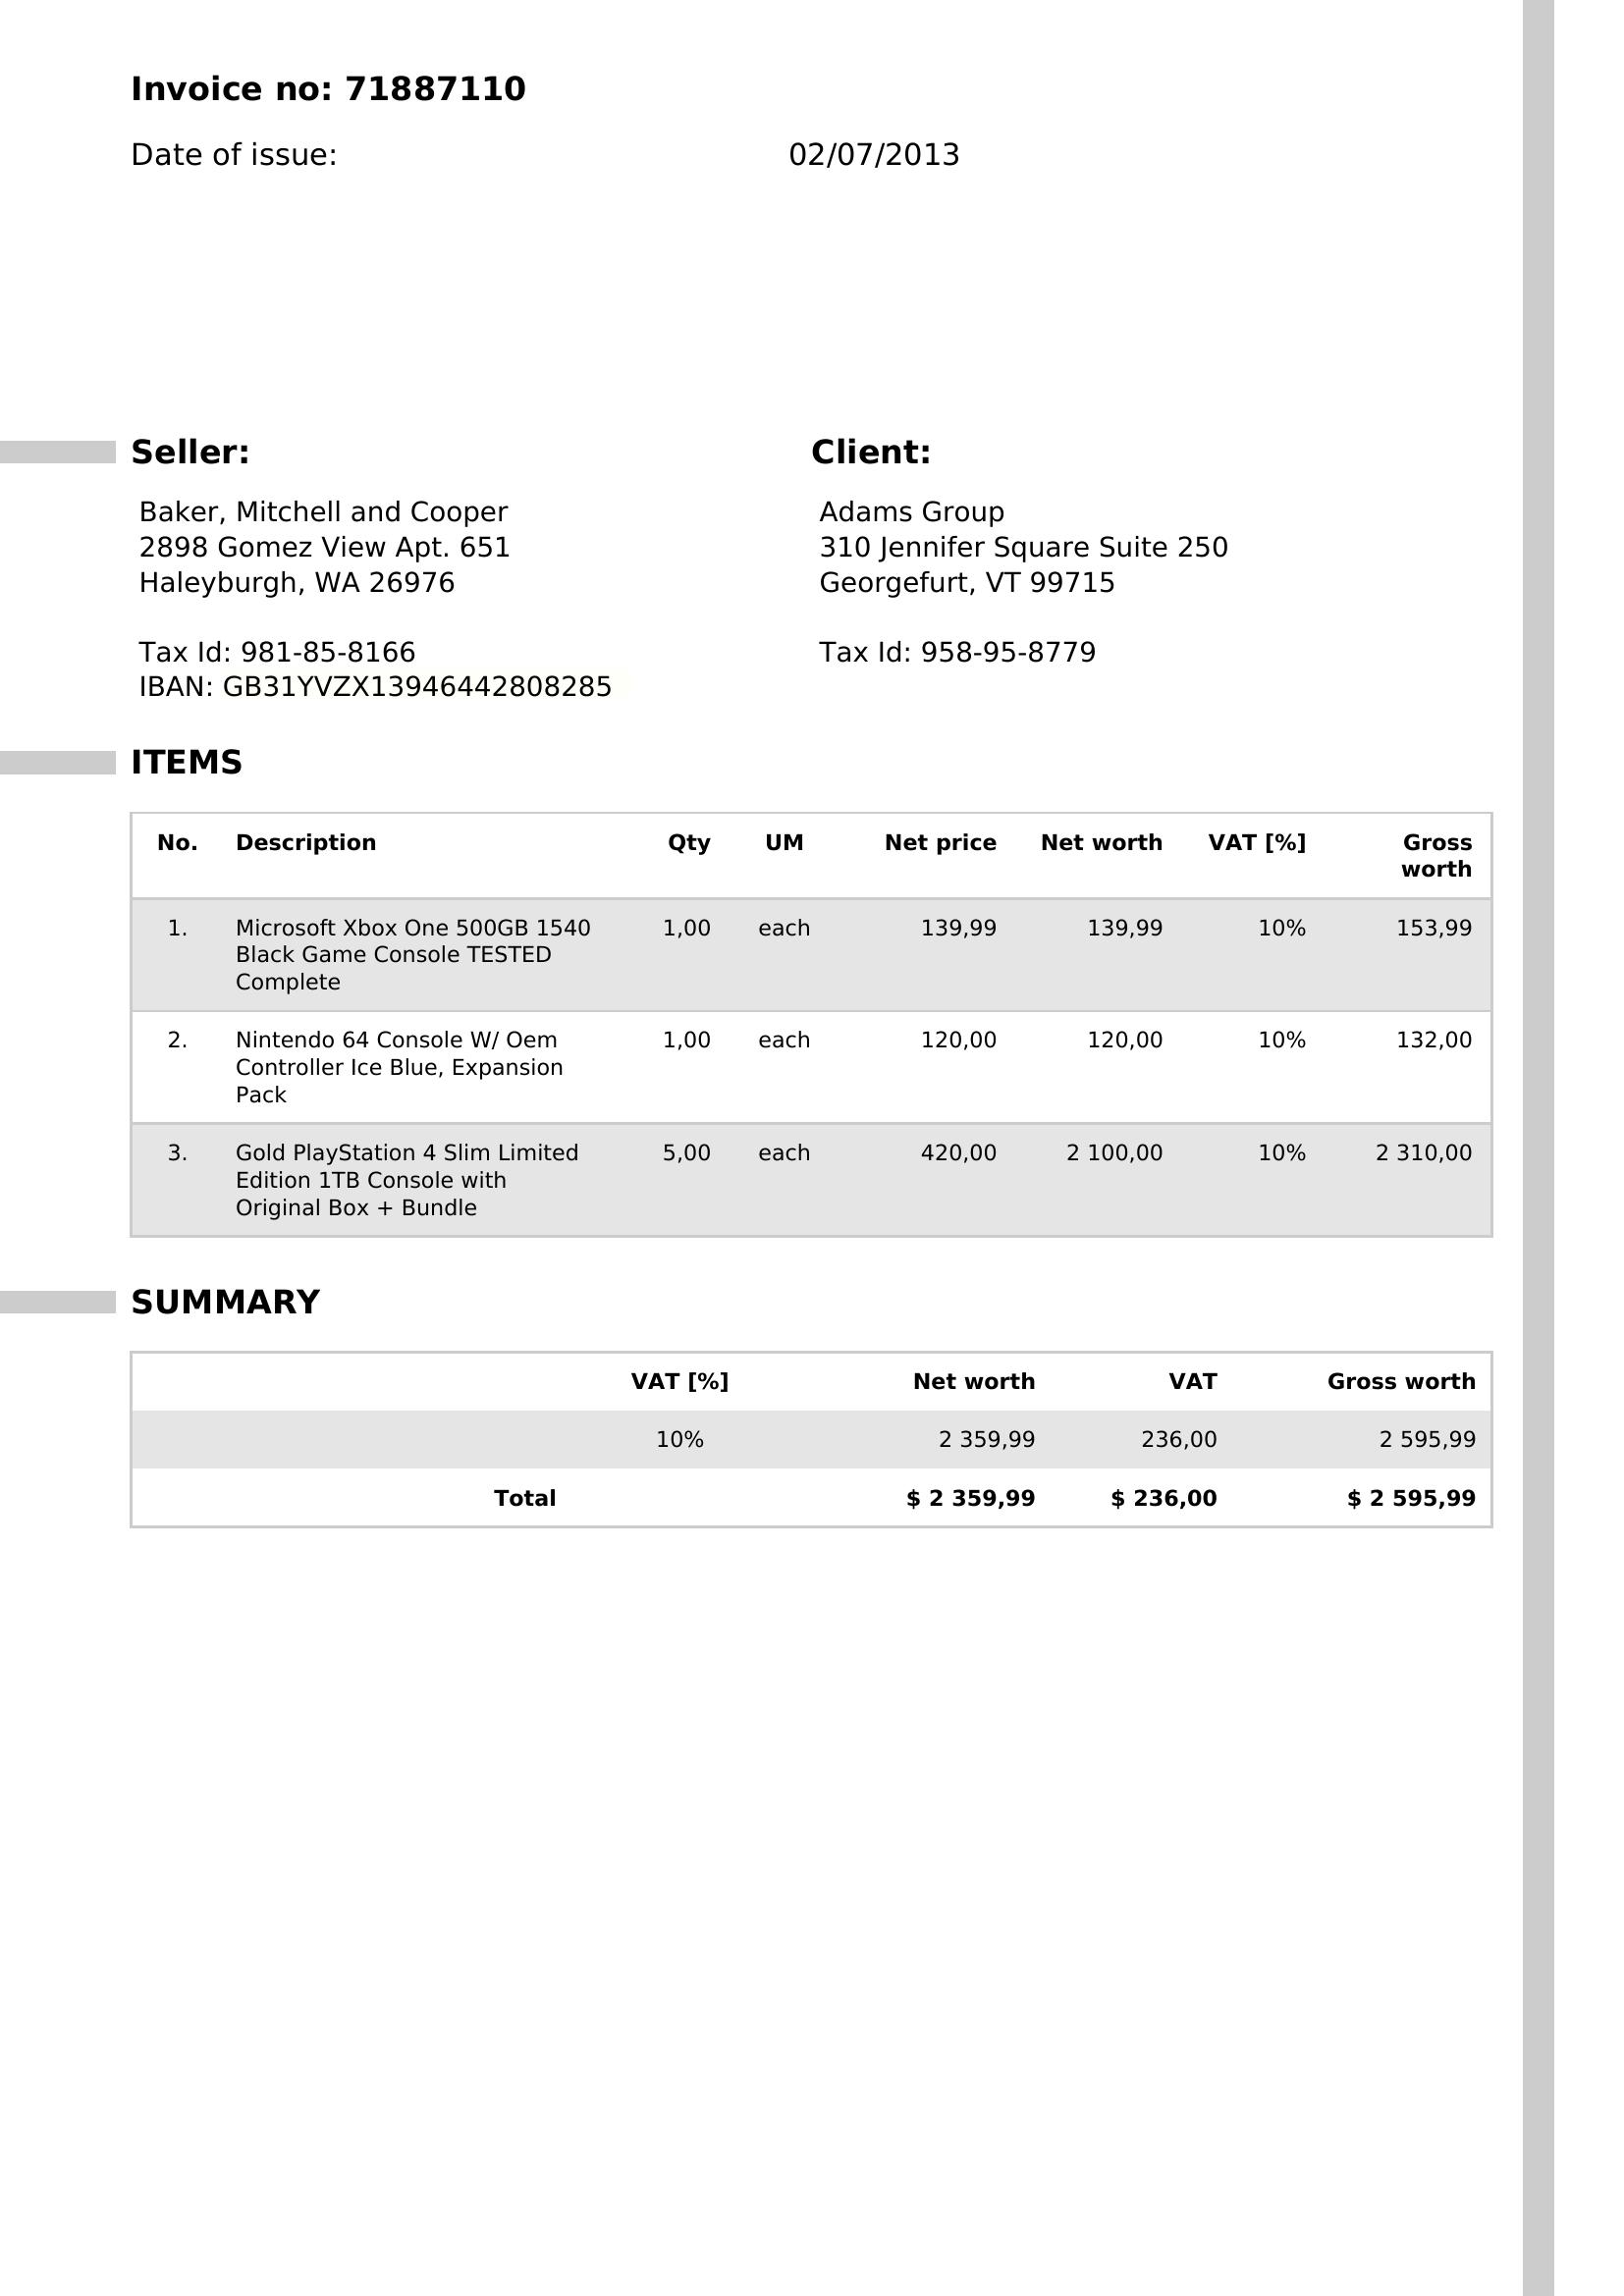 Invoice no: 71887110
Date of issue: 02/07/2013
Seller:
Baker, Mitchell and Cooper
2898 Gomez View Apt. 651
Haleyburgh, WA 26976
Tax Id: 981-85-8166
IBAN: GB31YVZX13946442808285
Client:
Adams Group
310 Jennifer Square Suite 250
Georgefurt, VT 99715
Tax Id: 958-95-8779
ITEMS
No. Description Qty UM Net price Net worth VAT [%] Gross
worth
1. Microsoft Xbox One 500GB 1540 1,00 each 139,99 139,99 10% 153,99
Black Game Console TESTED
Complete
2. Nintendo 64 Console W/ Oem 1,00 each 120,00 120,00 10% 132,00
Controller Ice Blue, Expansion
Pack
3. Gold PlayStation 4 Slim Limited 5,00 each 420,00 2 100,00 10% 2 310,00
Edition 1TB Console with
Original Box + Bundle
SUMMARY
VAT [%] Net worth VAT Gross worth
10% 2 359,99 236,00 2 595,99
Total $ 2 359,99 $ 236,00 $ 2 595,99